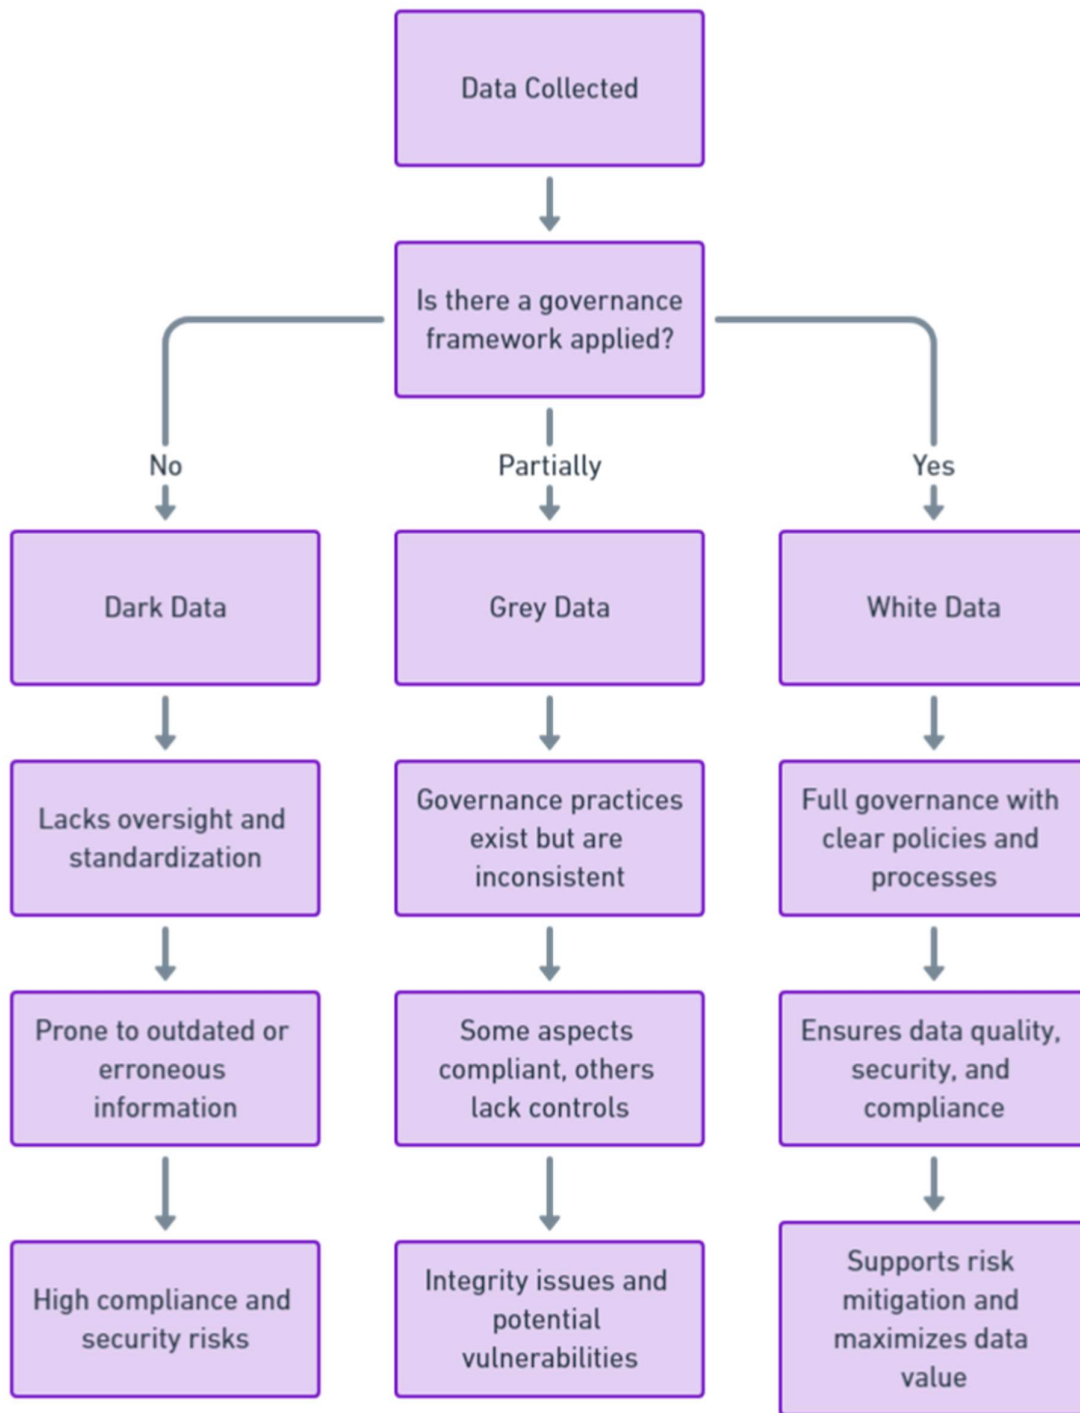 Data Collected
Is there a governance
framework applied?
No
Partially
Yes
Dark Data
Grey Data
White Data
Lacks oversight and
standardization
Governance practices
exist but are
inconsistent
Full governance with
clear policies and
processes
Prone to outdated or
erroneous
information
Some aspects
compliant, others
lack controls
Ensures data quality,
security, and
compliance
High compliance and
security risks
Integrity issues and
potential
vulnerabilities
Supports risk
mitigation and
maximizes data
value